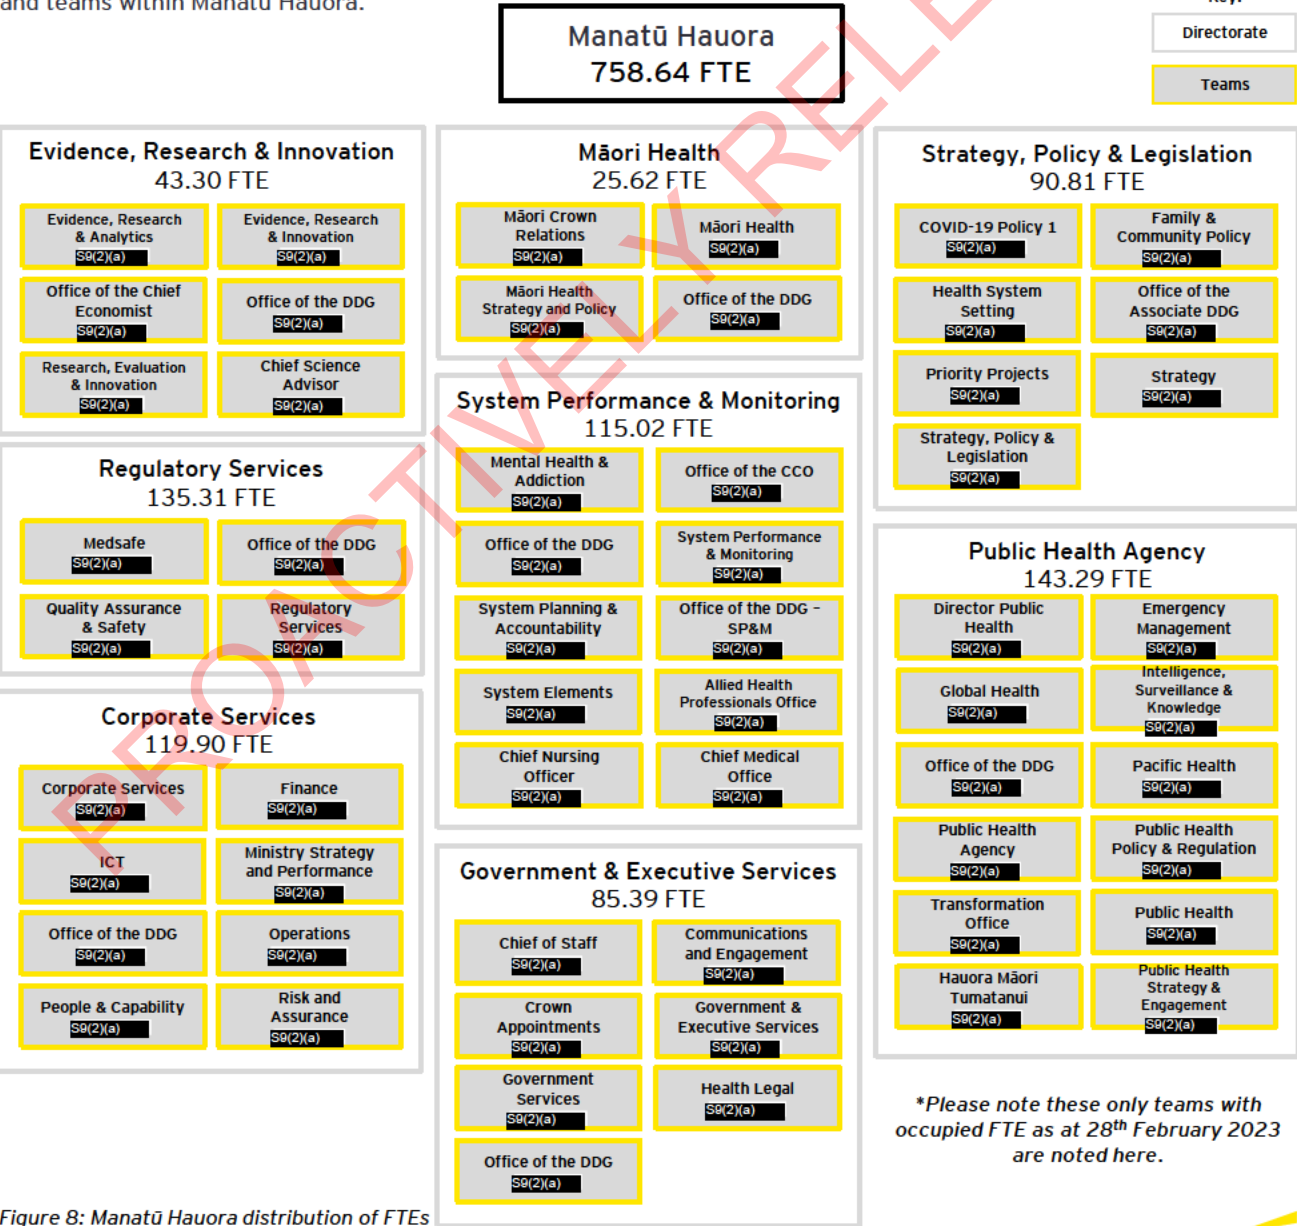 and teams within Manatū Hauora.
Key:
Directorate
Teams
Manatū Hauora
758.64 FTE
Evidence, Research & Innovation
43.30 FTE
Evidence, Research
& Analytics
S9(2)(a)
Evidence, Research
& Innovation
S9(2)(a)
Office of the Chief
Economist
S9(2)(a)
Office of the DDG
S9(2)(a)
Research, Evaluation
& Innovation
S9(2)(a)
Chief Science
Advisor
S9(2)(a)
Regulatory Services
135.31 FTE
Medsafe
S9(2)(a)
Office of the DDG
S9(2)(a)
Quality Assurance
& Safety
S9(2)(a)
Regulatory
Services
S9(2)(a)
Corporate Services
119.90 FTE
Corporate Services
S9(2)(a)
Finance
S9(2)(a)
ICT
S9(2)(a)
Ministry Strategy
and Performance
S9(2)(a)
Office of the DDG
S9(2)(a)
Operations
S9(2)(a)
People & Capability
S9(2)(a)
Risk and
Assurance
S9(2)(a)
Māori Health
25.62 FTE
Māori Crown
Relations
S9(2)(a)
Māori Health
S9(2)(a)
Māori Health
Strategy and Policy
S9(2)(a)
Office of the DDG
S9(2)(a)
System Performance & Monitoring
115.02 FTE
Mental Health &
Addiction
S9(2)(a)
Office of the CCO
S9(2)(a)
Office of the DDG
S9(2)(a)
System Performance
& Monitoring
S9(2)(a)
System Planning &
Accountability
S9(2)(a)
Office of the DDG –
SP&M
S9(2)(a)
System Elements
S9(2)(a)
Allied Health
Professionals Office
S9(2)(a)
Chief Nursing
Officer
S9(2)(a)
Chief Medical
Office
S9(2)(a)
Government & Executive Services
85.39 FTE
Chief of Staff
S9(2)(a)
Communications
and Engagement
S9(2)(a)
Crown
Appointments
S9(2)(a)
Government &
Executive Services
S9(2)(a)
Government
Services
S9(2)(a)
Health Legal
S9(2)(a)
Office of the DDG
S9(2)(a)
Strategy, Policy & Legislation
90.81 FTE
COVID-19 Policy 1
S9(2)(a)
Family &
Community Policy
S9(2)(a)
Health System
Setting
S9(2)(a)
Office of the
Associate DDG
S9(2)(a)
Priority Projects
S9(2)(a)
Strategy
S9(2)(a)
Strategy, Policy &
Legislation
S9(2)(a)
Public Health Agency
143.29 FTE
Director Public
Health
S9(2)(a)
Emergency
Management
S9(2)(a)
Global Health
S9(2)(a)
Intelligence,
Surveillance &
Knowledge
S9(2)(a)
Office of the DDG
S9(2)(a)
Pacific Health
S9(2)(a)
Public Health
Agency
S9(2)(a)
Public Health
Policy & Regulation
S9(2)(a)
Transformation
Office
S9(2)(a)
Public Health
S9(2)(a)
Hauora Māori
Tumatanui
S9(2)(a)
Public Health
Strategy &
Engagement
S9(2)(a)
*Please note these only teams with
occupied FTE as at 28th February 2023
are noted here.
Figure 8: Manatū Hauora distribution of FTEs
PROACTIVELY RELE